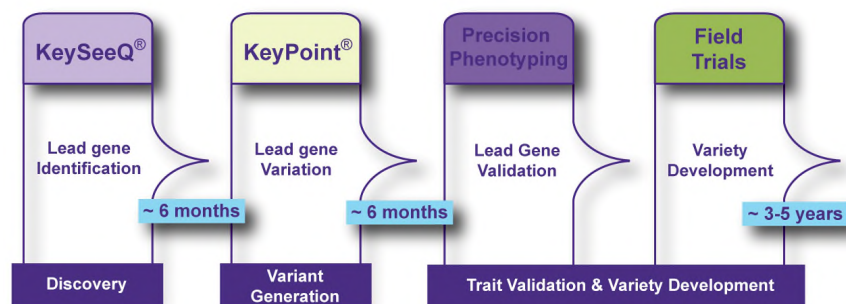 KeySeeQ®
KeyPoint®
Precision
Phenotyping
Field
Trials
Lead gene
Identification
Lead gene
Variation
Lead Gene
Validation
Variety
Development
~ 6 months
~ 6 months
~ 3-5 years
Discovery
Variant
Generation
Trait Validation & Variety Development